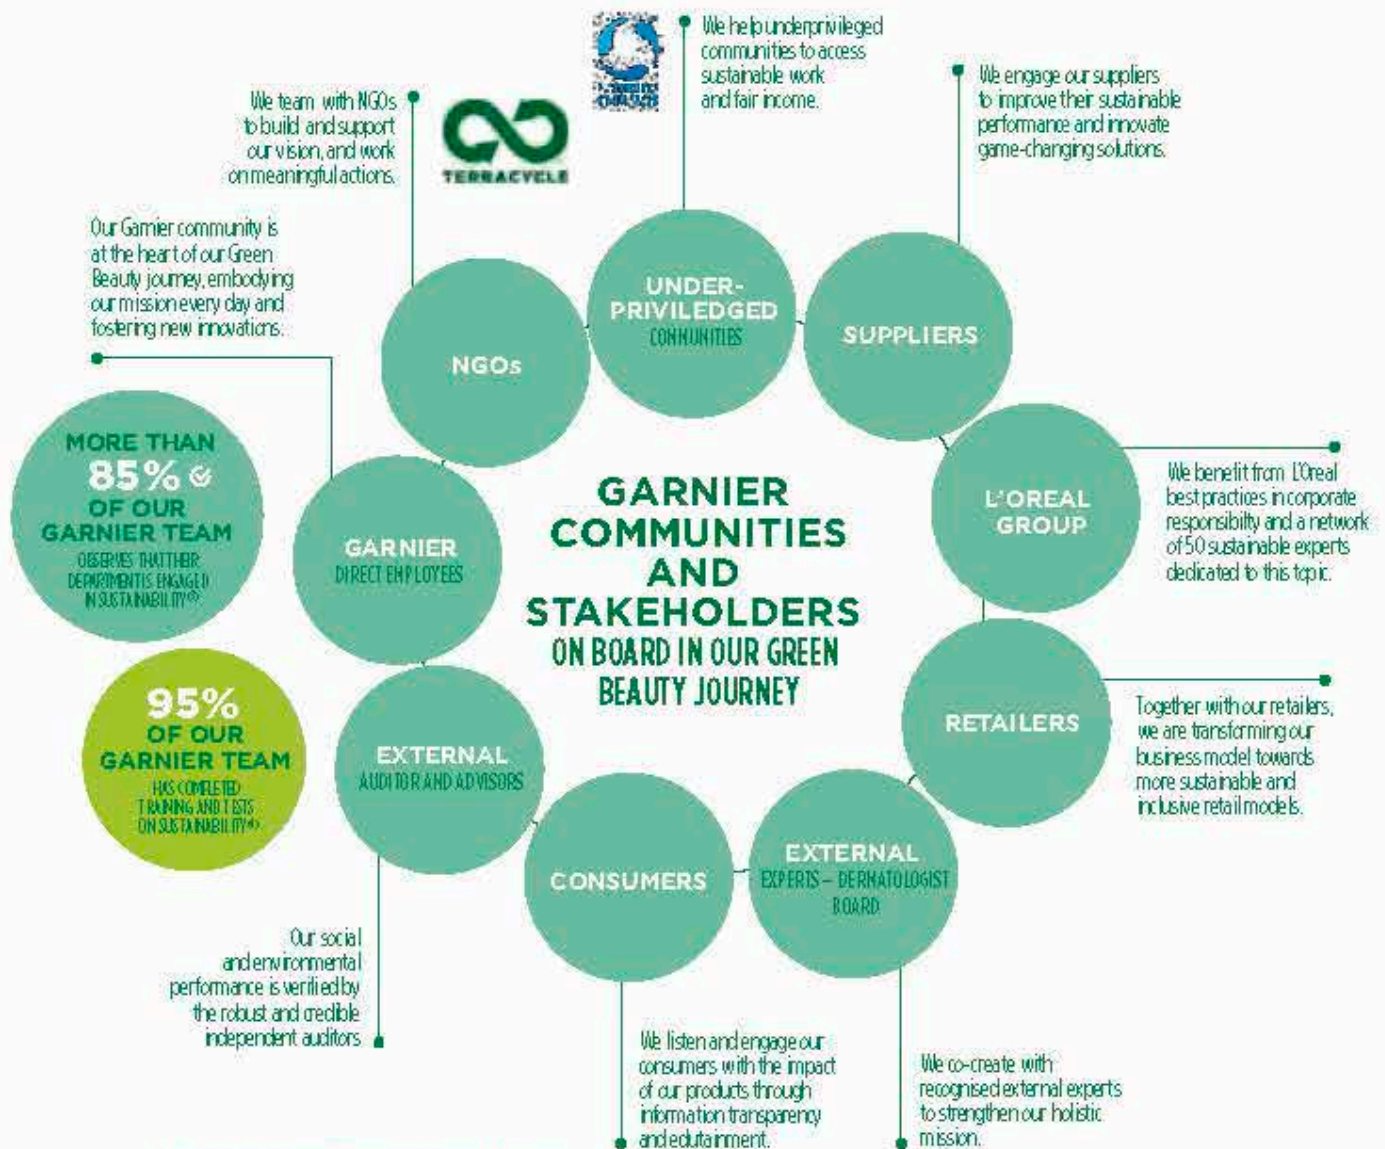 We help underprivileged
communities to access
sustainable work
and fair income.
We engage our suppliers
to improve their sustainable
performance and innovate
game-changing solutions.
We team with NGOs
to build and support
our vision, and work
on meaningful actions.
TERRACYCLE
Our Garnier community is
at the heart of our Green
Beauty journey, embodying
our mission every day and
fostering new innovations.
UNDER-
PRIVILEDGED
COMMUNITIES
SUPPLIERS
NGOs
MORE THAN
85%
OF OUR
GARNIER TEAM
OBSERVES THAT THEIR
DEPARTMENT IS ENGAGED
IN SUSTAINABILITY
GARNIER
DIRECT EMPLOYEES
GARNIER
COMMUNITIES
AND
STAKEHOLDERS
ON BOARD IN OUR GREEN
BEAUTY JOURNEY
L'OREAL
GROUP
We benefit from L'Oreal
best practices in corporate
responsibilty and a network
of 50 sustainable experts
dedicated to this topic.
95%
OF OUR
GARNIER TEAM
HAS COMPLETED
TRAINING AND TESTS
ON SUSTAINABILITY
EXTERNAL
AUDITOR AND ADVISORS
RETAILERS
Together with our retailers,
we are transforming our
business model towards
more sustainable and
inclusive retail models.
CONSUMERS
EXTERNAL
EXPERTS – DERMATOLOGIST
BOARD
Our social
and environmental
performance is verified by
the robust and credible
independent auditors
We listen and engage our
consumers with the impact
of our products through
information transparency
and edutainment.
We co-create with
recognised external experts
to strengthen our holistic
mission.